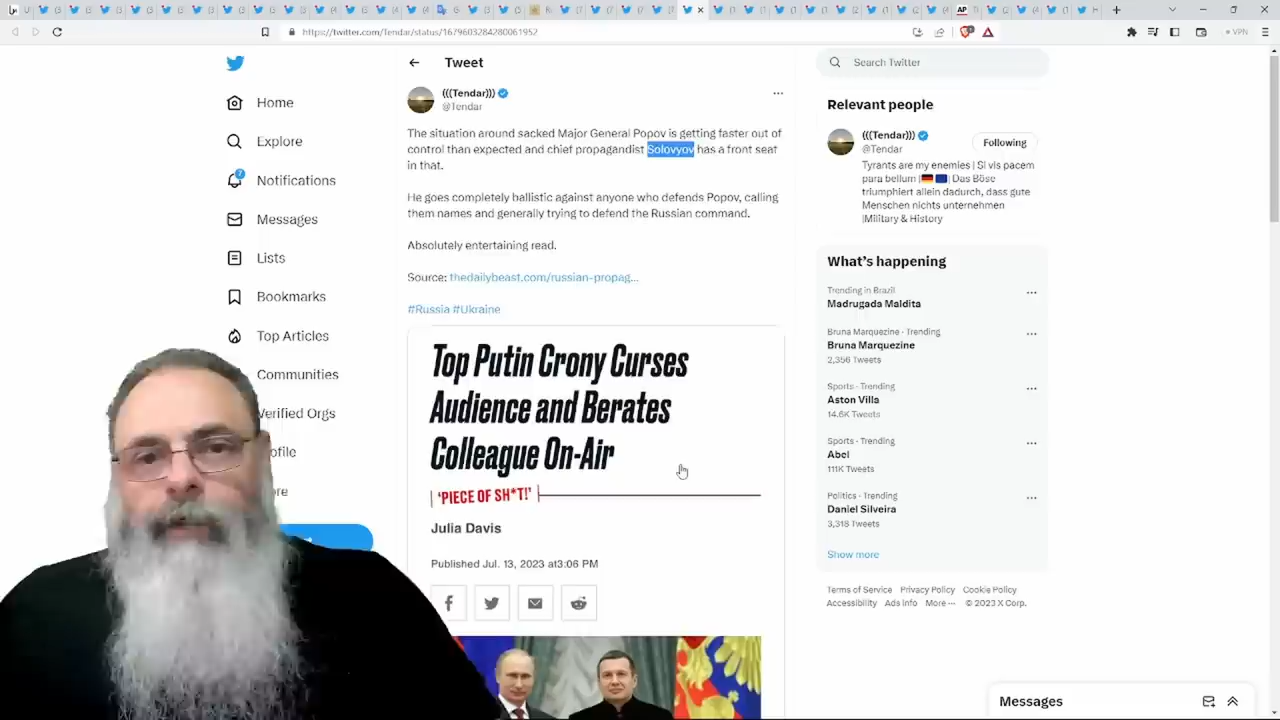 https://twitter.com/Tendar/status/1679603284280061952
VPN
Home
Explore
7
Notifications
Messages
Lists
Bookmarks
Top Articles
Communities
Verified Orgs
Tweet
(((Tendar)))
@Tendar
The situation around sacked Major General Popov is getting faster out of
control than expected and chief propagandist Solovyov has a front seat
in that.
He goes completely ballistic against anyone who defends Popov, calling
them names and generally trying to defend the Russian command.
Absolutely entertaining read.
Source: thedailybeast.com/russian-propag...
#Russia #Ukraine
Top Putin Crony Curses
Audience and Berates
Colleague On-Air
'PIECE OF SH*T!'
Julia Davis
Published Jul. 13, 2023 at3:06 PM
Search Twitter
Relevant people
(((Tendar)))
@Tendar
Following
Tyrants are my enemies | Si vis pacem
para bellum | Das Böse
triumphiert allein dadurch, dass gute
Menschen nichts unternehmen
|Military & History
What's happening
Trending in Brazil
Madrugada Maldita
Bruna Marquezine · Trending
Bruna Marquezine
2,356 Tweets
Sports · Trending
Aston Villa
14.6K Tweets
Sports · Trending
Abel
111K Tweets
Politics · Trending
Daniel Silveira
3,318 Tweets
Show more
Terms of Service Privacy Policy Cookie Policy
Accessibility Ads info More ··· © 2023 X Corp.
Messages